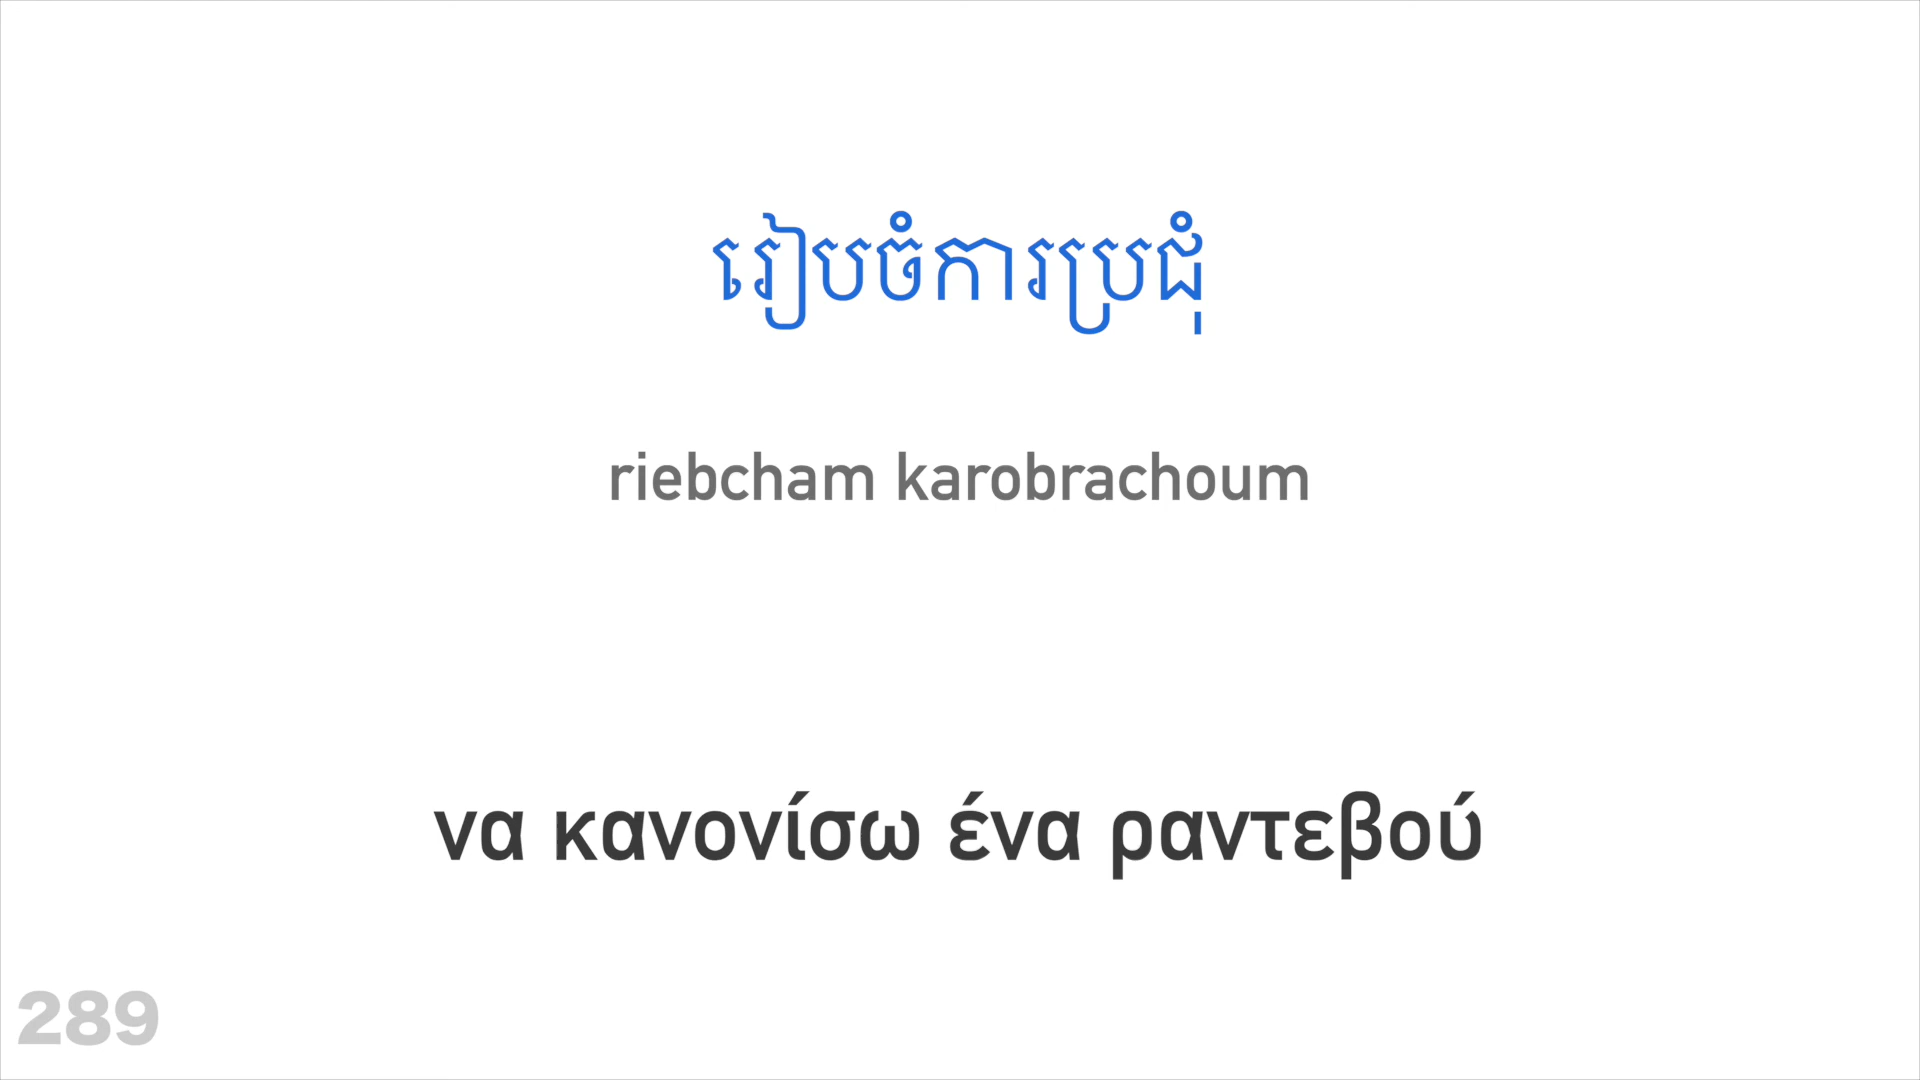 រៀបចំការប្រជុំ
riebcham karobrachoum
να κανονίσω ένα ραντεβού
289